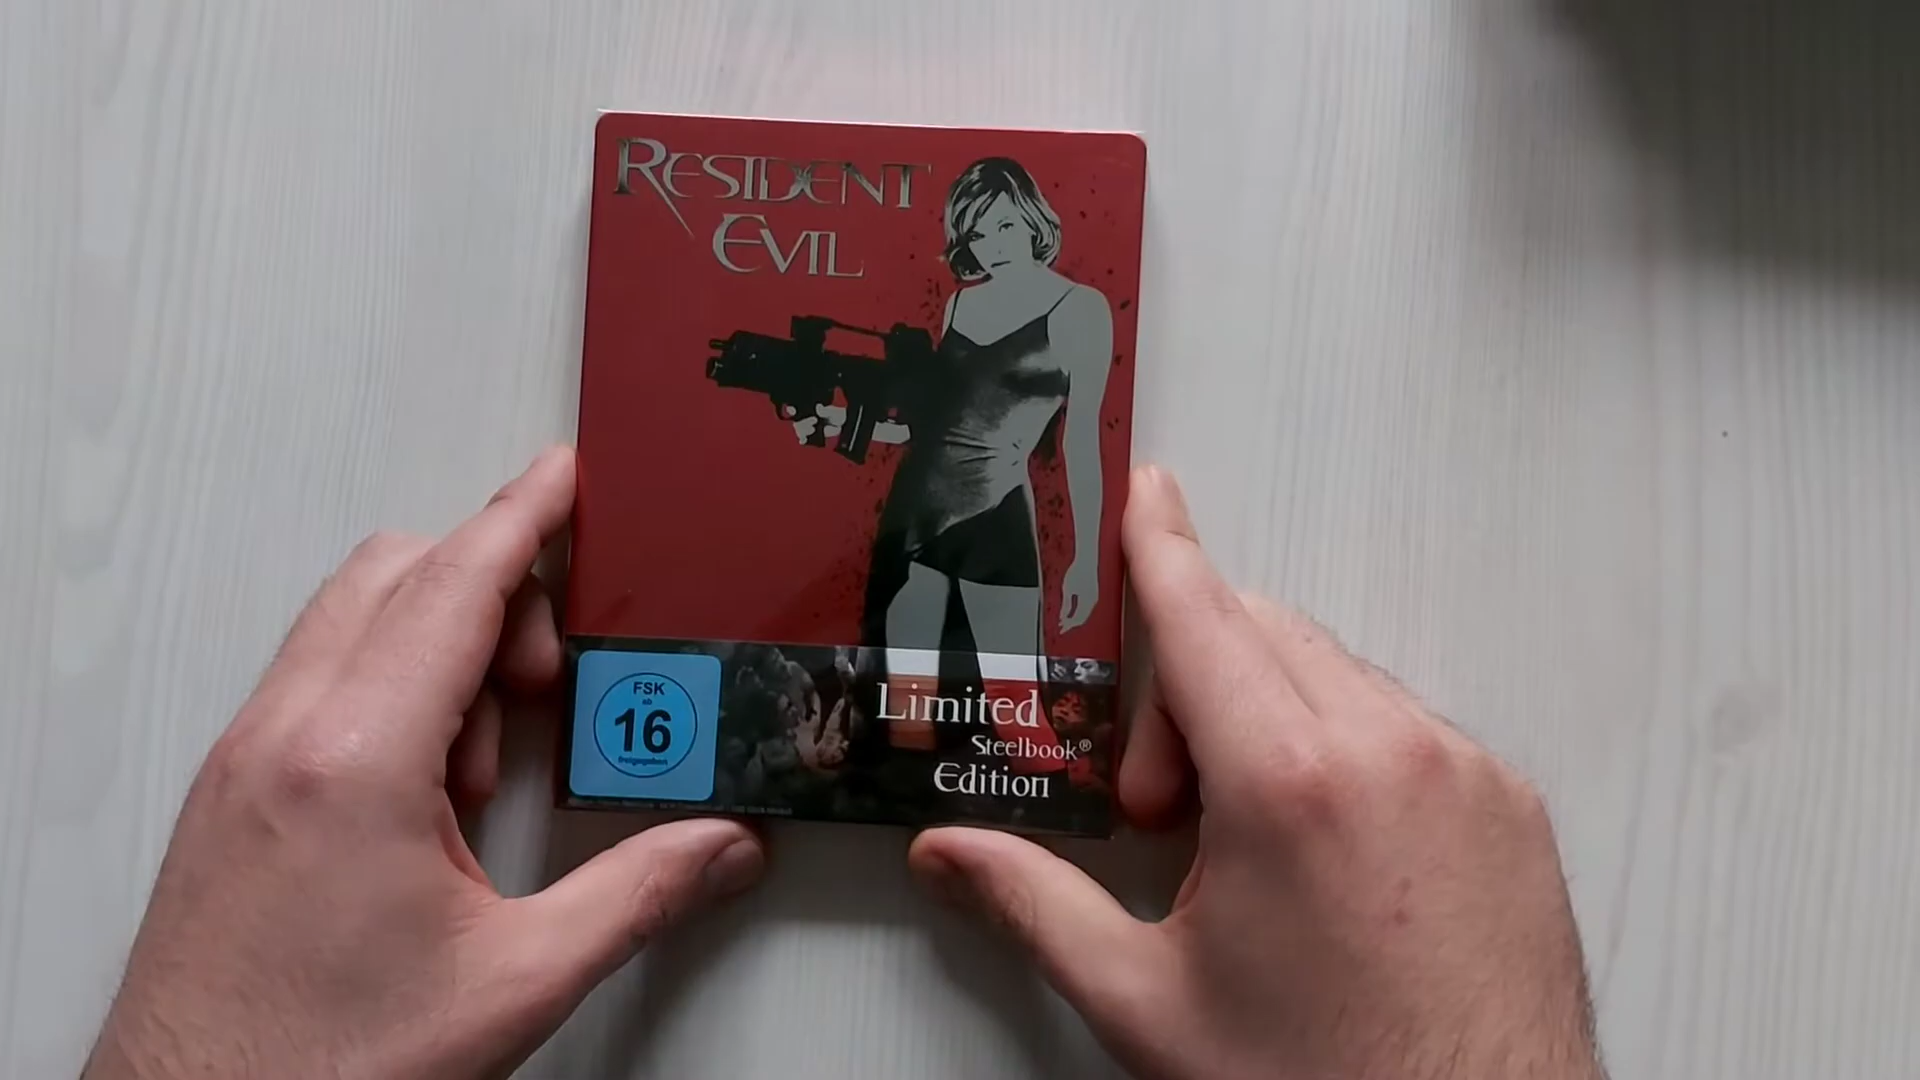 RESIDENT
EVIL
FSK
ab
16
freigegeben
Limited
Steelbook®
Edition